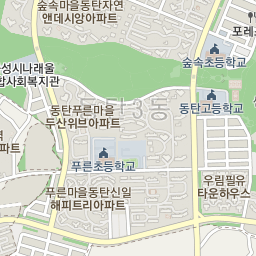 숲속마을동탄자연
앤데시앙아파트
숲속초등학교
포레
성시나래울
합사회복지관
동탄3동
동탄고등학교
동탄푸른마을
두산위브아파트
아파트
푸른초등학교
푸른마을동탄신일
해피트리아파트
우림필유
타운하우스